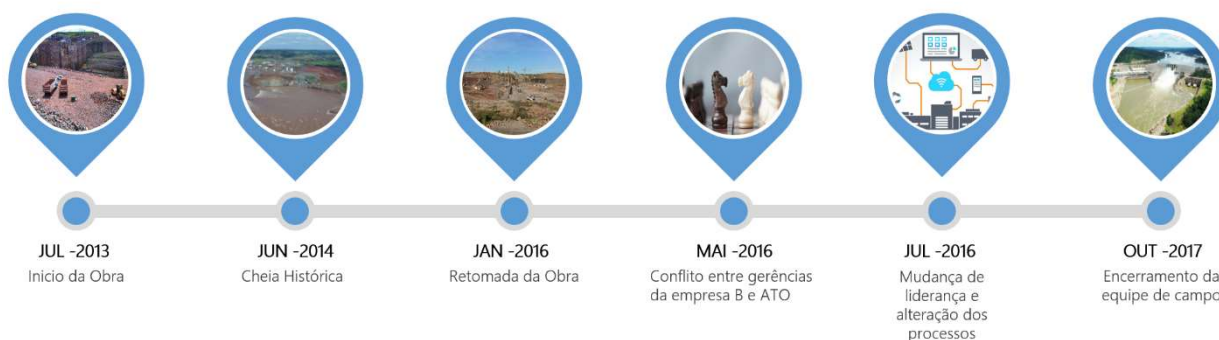 JUL -2013
Inicio da Obra
JUN -2014
Cheia Histórica
JAN -2016
Retomada da Obra
MAI -2016
Conflito entre gerências
da empresa B e ATO
JUL -2016
Mudança de
liderança e
alteração dos
processos
OUT -2017
Encerramento da
equipe de campo